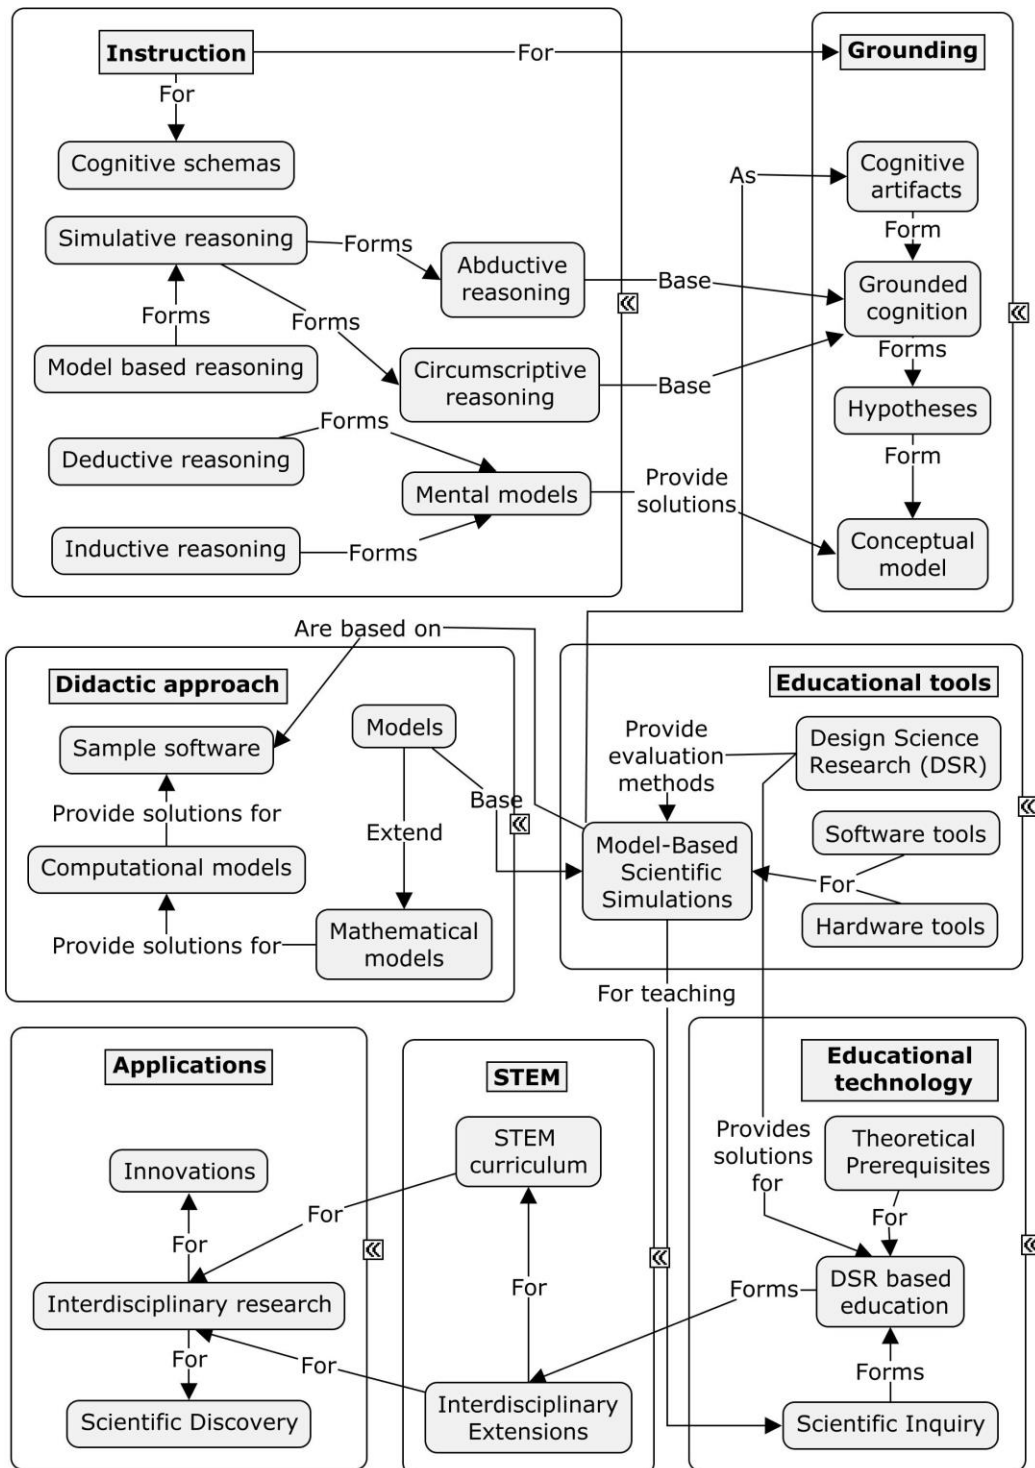 Instruction
For
Grounding
For
Cognitive schemas
Cognitive
artifacts
As
Form
Simulative reasoning
Forms
Abductive
reasoning
Base
Grounded
cognition
Forms
Forms
Forms
Model based reasoning
Circumscriptive
reasoning
Base
Hypotheses
Form
Forms
Deductive reasoning
Mental models
Provide
solutions
Inductive reasoning
Forms
Conceptual
model
Are based on
Didactic approach
Sample software
Models
Provide solutions for
Base
Extend
Computational models
Provide solutions for
Mathematical
models
Educational tools
Provide
evaluation
methods
Design Science
Research (DSR)
Model-Based
Scientific
Simulations
Software tools
For
Hardware tools
For teaching
Applications
Innovations
For
Interdisciplinary research
For
Scientific Discovery
For
For
STEM
STEM
curriculum
For
Interdisciplinary
Extensions
Educational
technology
Provides
solutions
for
Theoretical
Prerequisites
For
DSR based
education
Forms
Forms
Scientific Inquiry